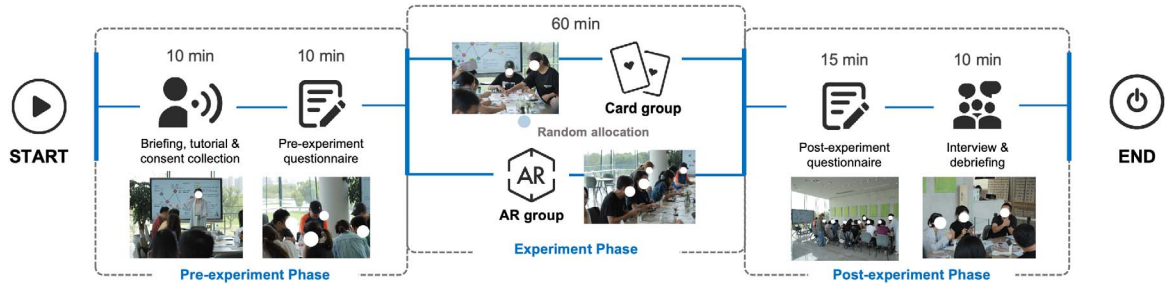 START
10 min
Briefing, tutorial &
consent collection
10 min
Pre-experiment
questionnaire
Pre-experiment Phase
60 min
Card group
Random allocation
AR
AR group
Experiment Phase
15 min
Post-experiment
questionnaire
10 min
Interview &
debriefing
Post-experiment Phase
END